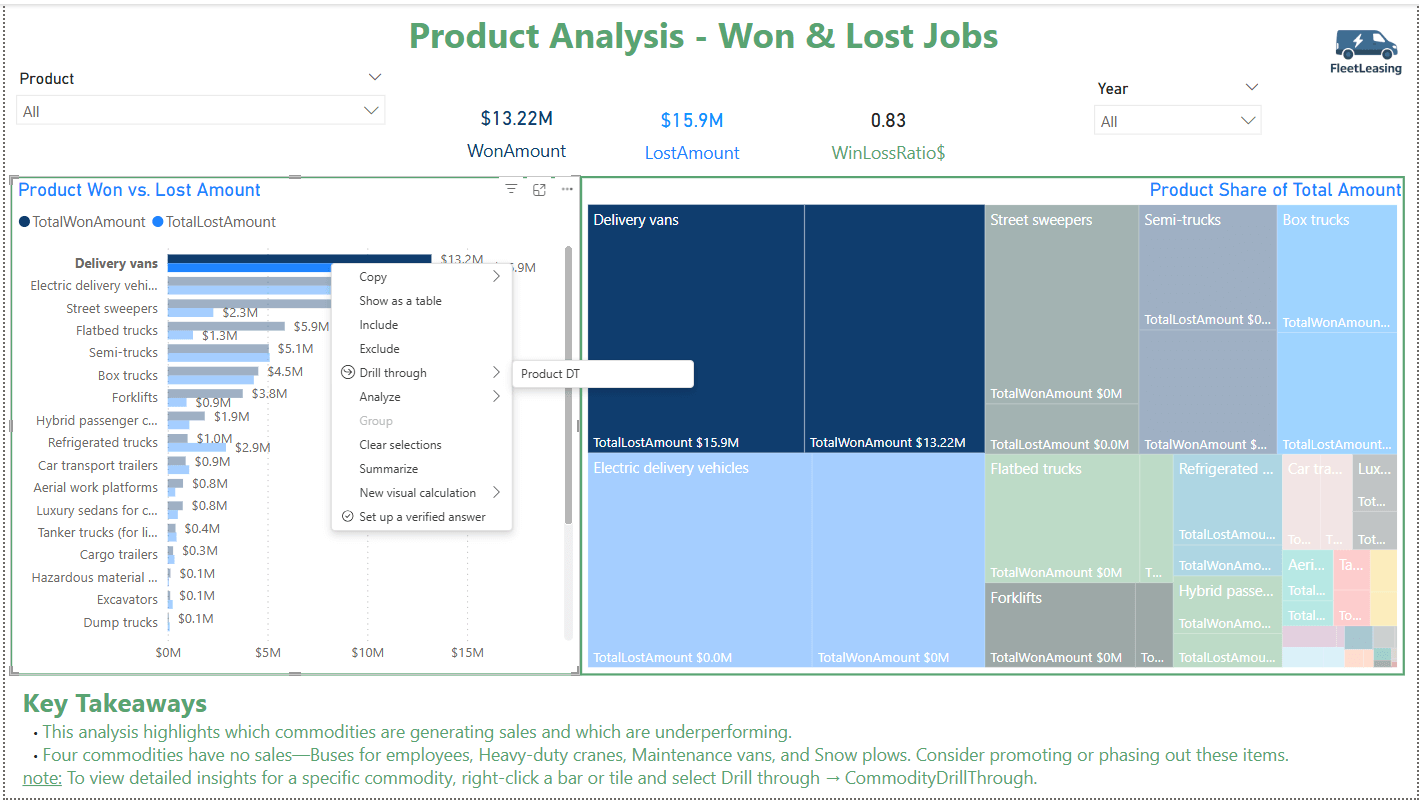 Product Analysis - Won & Lost Jobs
FleetLeasing
Product
All
$13.22M
WonAmount
$15.9M
LostAmount
0.83
WinLossRatio$
Year
All
Product Won vs. Lost Amount
TotalWonAmount TotalLostAmount
Delivery vans $13.2M
.9M
Electric delivery vehi...
Street sweepers $2.3M
Flatbed trucks $5.9M
$1.3M
Semi-trucks $5.1M
Box trucks $4.5M
Forklifts $3.8M
$0.9M
Hybrid passenger c... $1.9M
Refrigerated trucks $1.0M
$2.9M
Car transport trailers $0.9M
Aerial work platforms $0.8M
Luxury sedans for c... $0.8M
Tanker trucks (for li... $0.4M
Cargo trailers $0.3M
Hazardous material ... $0.1M
Excavators $0.1M
Dump trucks $0.1M
$0M $5M $10M $15M
Copy
Show as a table
Include
Exclude
Drill through
Product DT
Analyze
Group
Clear selections
Summarize
New visual calculation
Set up a verified answer
Product Share of Total Amount
Delivery vans
TotalLostAmount $15.9M
TotalWonAmount $13.22M
Electric delivery vehicles
TotalLostAmount $0.0M
TotalWonAmount $0M
Street sweepers
TotalWonAmount $0M
TotalLostAmount $0.0M
Semi-trucks
TotalLostAmount $0...
TotalWonAmount $...
Box trucks
TotalWonAmoun...
TotalLostAmount...
Flatbed trucks
TotalWonAmount $0M
T...
Forklifts
TotalWonAmount $0M
To...
Refrigerated ...
TotalLostAmou...
TotalWonAmo...
Hybrid passe...
TotalWonAmo...
TotalLostAmou...
Car tra...
To...
T...
Lux...
Tot...
Tot...
Aeri...
Total...
Total...
Ta...
To...
Key Takeaways
• This analysis highlights which commodities are generating sales and which are underperforming.
• Four commodities have no sales—Buses for employees, Heavy-duty cranes, Maintenance vans, and Snow plows. Consider promoting or phasing out these items.
note: To view detailed insights for a specific commodity, right-click a bar or tile and select Drill through → CommodityDrillThrough.